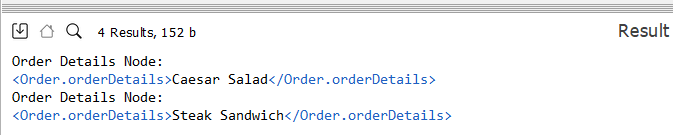 4 Results, 152 b
Result
Order Details Node:
<Order.orderDetails>Caesar Salad</Order.orderDetails>
Order Details Node:
<Order.orderDetails>Steak Sandwich</Order.orderDetails>